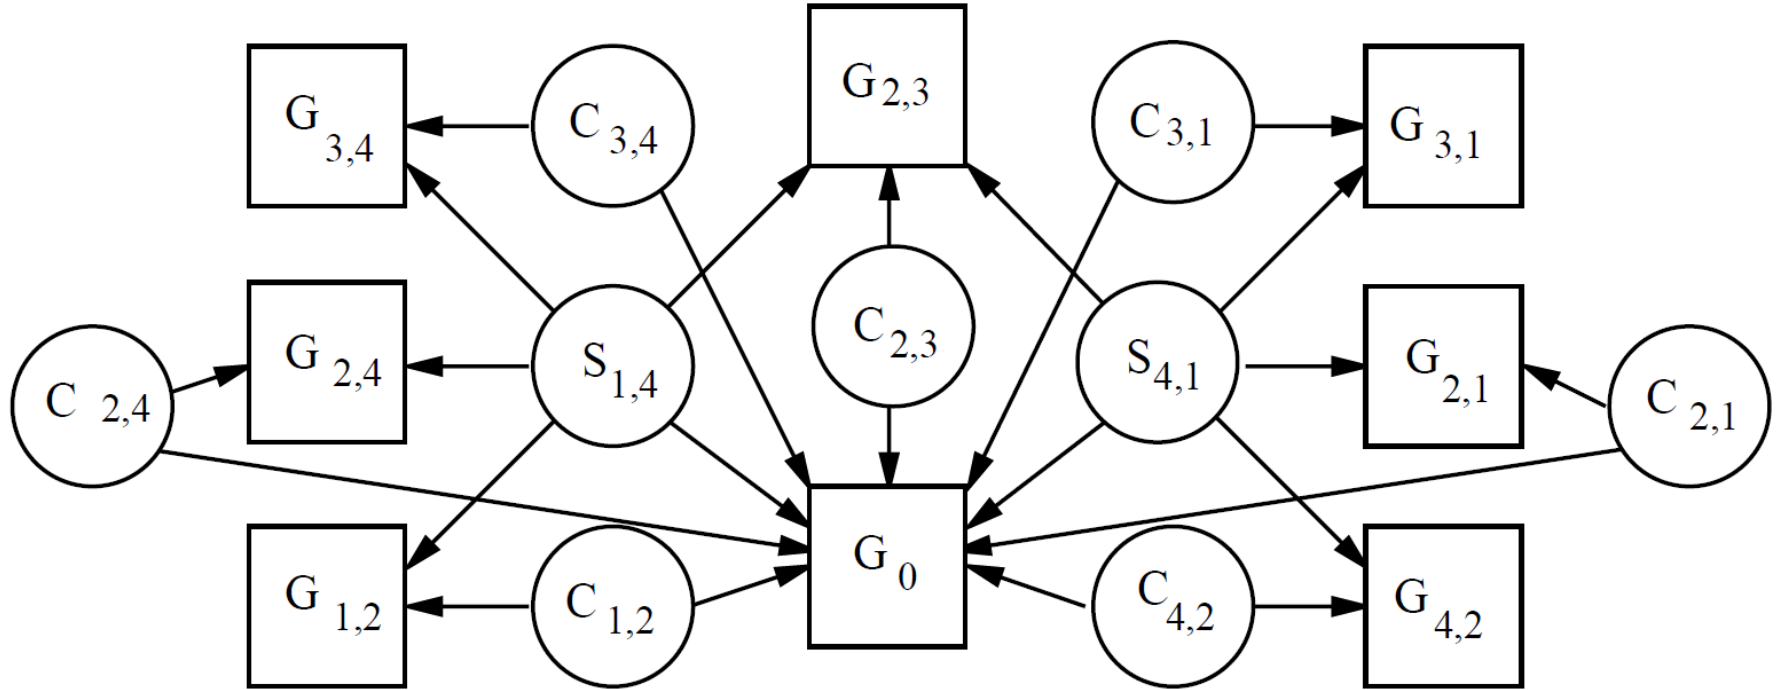 G 2,3
G 3,4
C 3,4
C 3,1
G 3,1
C 2,3
G 2,4
S 1,4
S 4,1
G 2,1
C 2,4
C 2,1
G 0
G 1,2
C 1,2
C 4,2
G 4,2